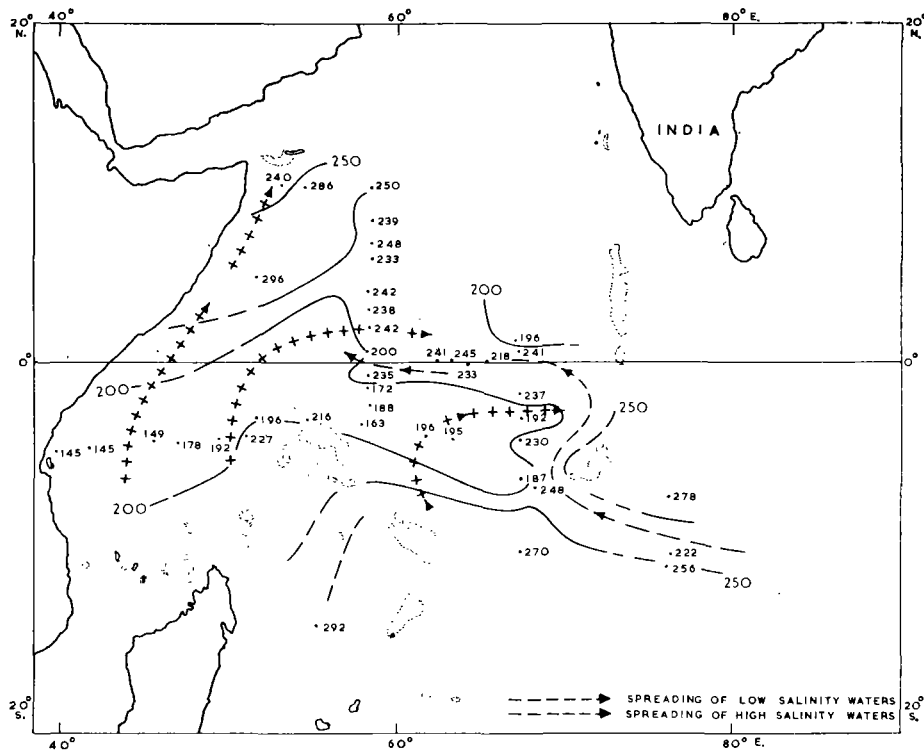 20° N. 40° 60° 80° E. 20° N.
INDIA
250
240 286 250
239
248
233
296
242 200
238
242 196
200 241 245 218 241
0° 0°
235 233
200 172 237 250
188 192
196 216 163 196 195
149 230
145 145 178 192 227
187
248 278
200
270 222
256 250
292
SPREADING OF LOW SALINITY WATERS
SPREADING OF HIGH SALINITY WATERS
20° S. 20° S.
40° 60° 80° E.